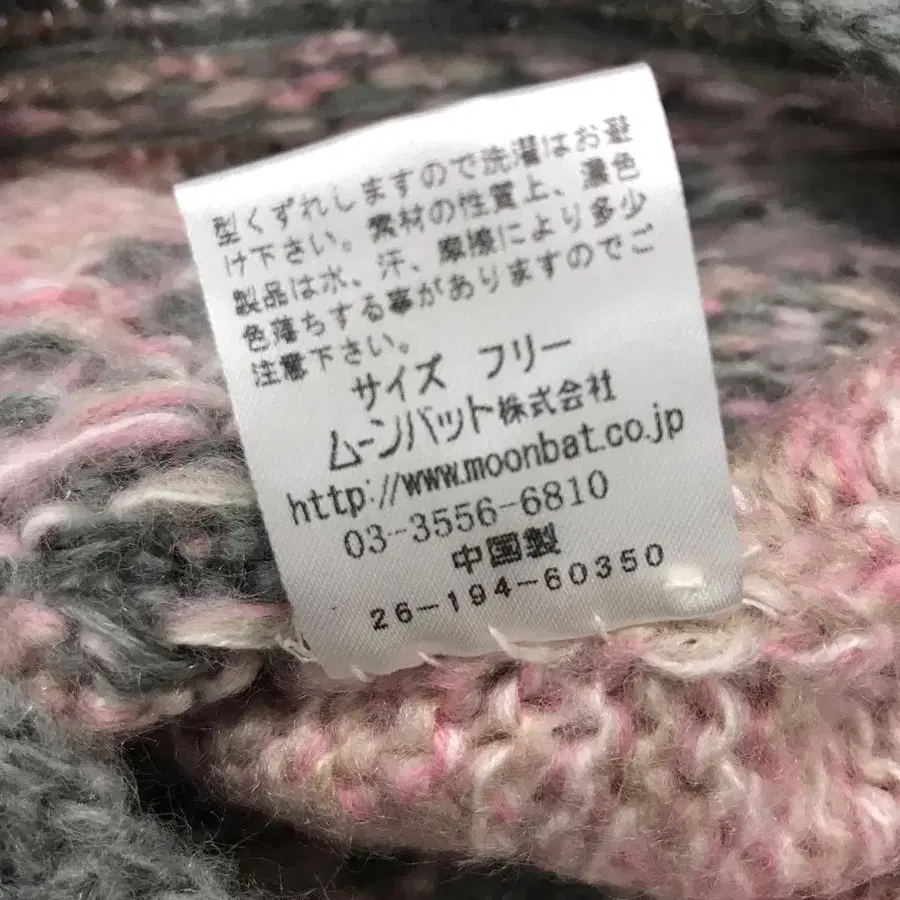 型くずれしますので洗濯はお避
け下さい。素材の性質上、濃色
製品は水、汗、摩擦により多少
色落ちする事がありますのでご
注意下さい。
サイズ フリー
ムーンバット株式会社
http://www.moonbat.co.jp
03-3556-6810
中国製
26-194-60350